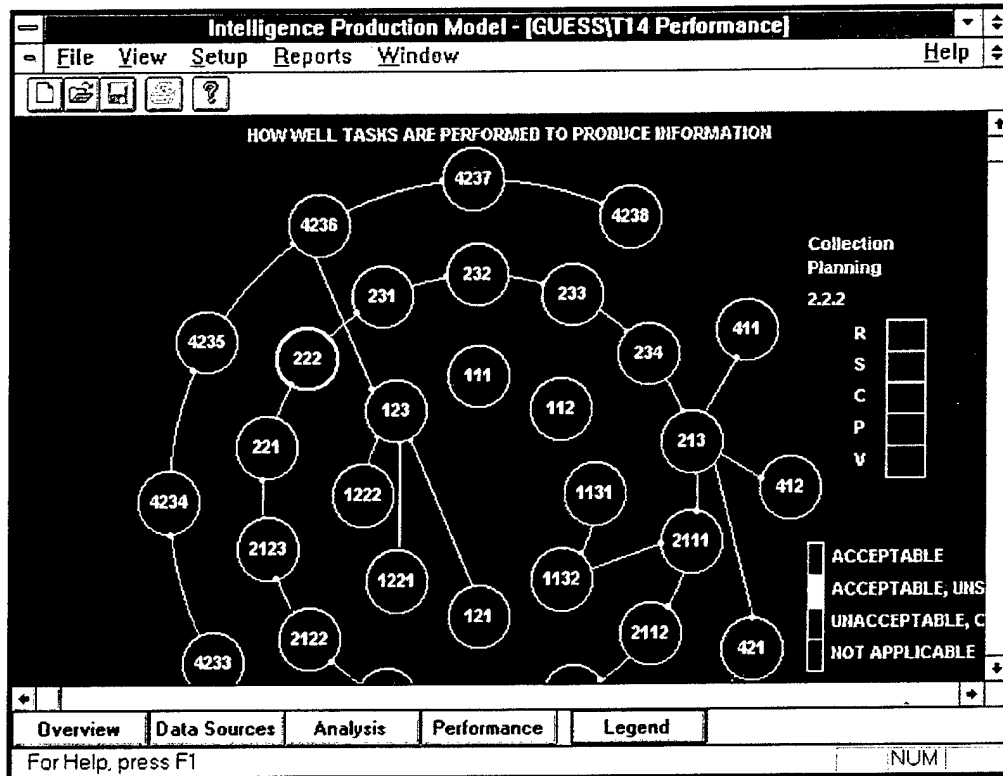 Intelligence Production Model - [GUESS\T14 Performance]
File View Setup Reports Window Help
?
HOW WELL TASKS ARE PERFORMED TO PRODUCE INFORMATION
4237
4238
4236
232
231
233
Collection
Planning
2.2.2
4235
222
234
411
R
S
C
P
V
111
112
123
213
221
412
4234
1222
1131
2123
2111
1221
1132
121
2122
2112
421
4233
ACCEPTABLE
ACCEPTABLE, UNS
UNACCEPTABLE, C
NOT APPLICABLE
Overview Data Sources Analysis Performance Legend
For Help, press F1 NUM